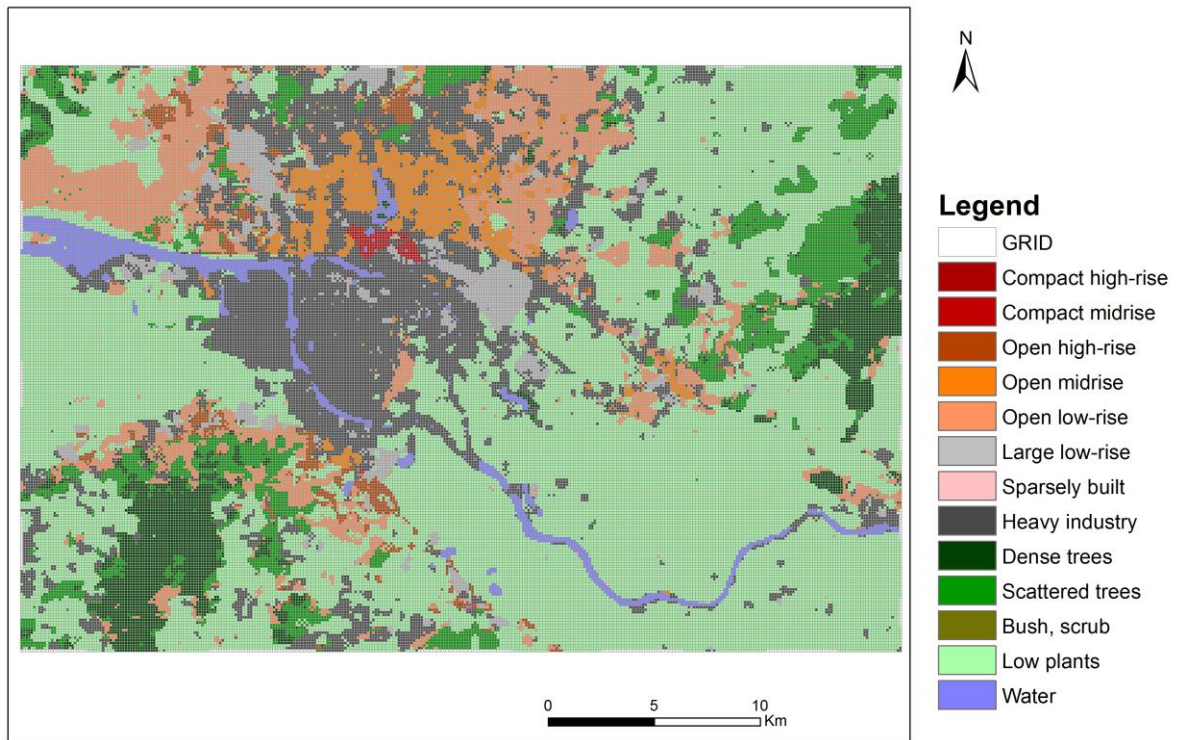 N
Legend
GRID
Compact high-rise
Compact midrise
Open high-rise
Open midrise
Open low-rise
Large low-rise
Sparsely built
Heavy industry
Dense trees
Scattered trees
Bush, scrub
Low plants
Water
0 5 10
Km